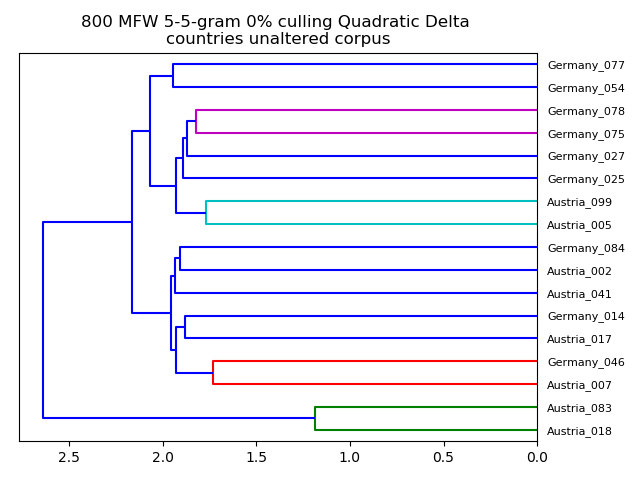 800 MFW 5-5-gram 0% culling Quadratic Delta
countries unaltered corpus
Germany_077
Germany_054
Germany_078
Germany_075
Germany_027
Germany_025
Austria_099
Austria_005
Germany_084
Austria_002
Austria_041
Germany_014
Austria_017
Germany_046
Austria_007
Austria_083
Austria_018
2.5 2.0 1.5 1.0 0.5 0.0